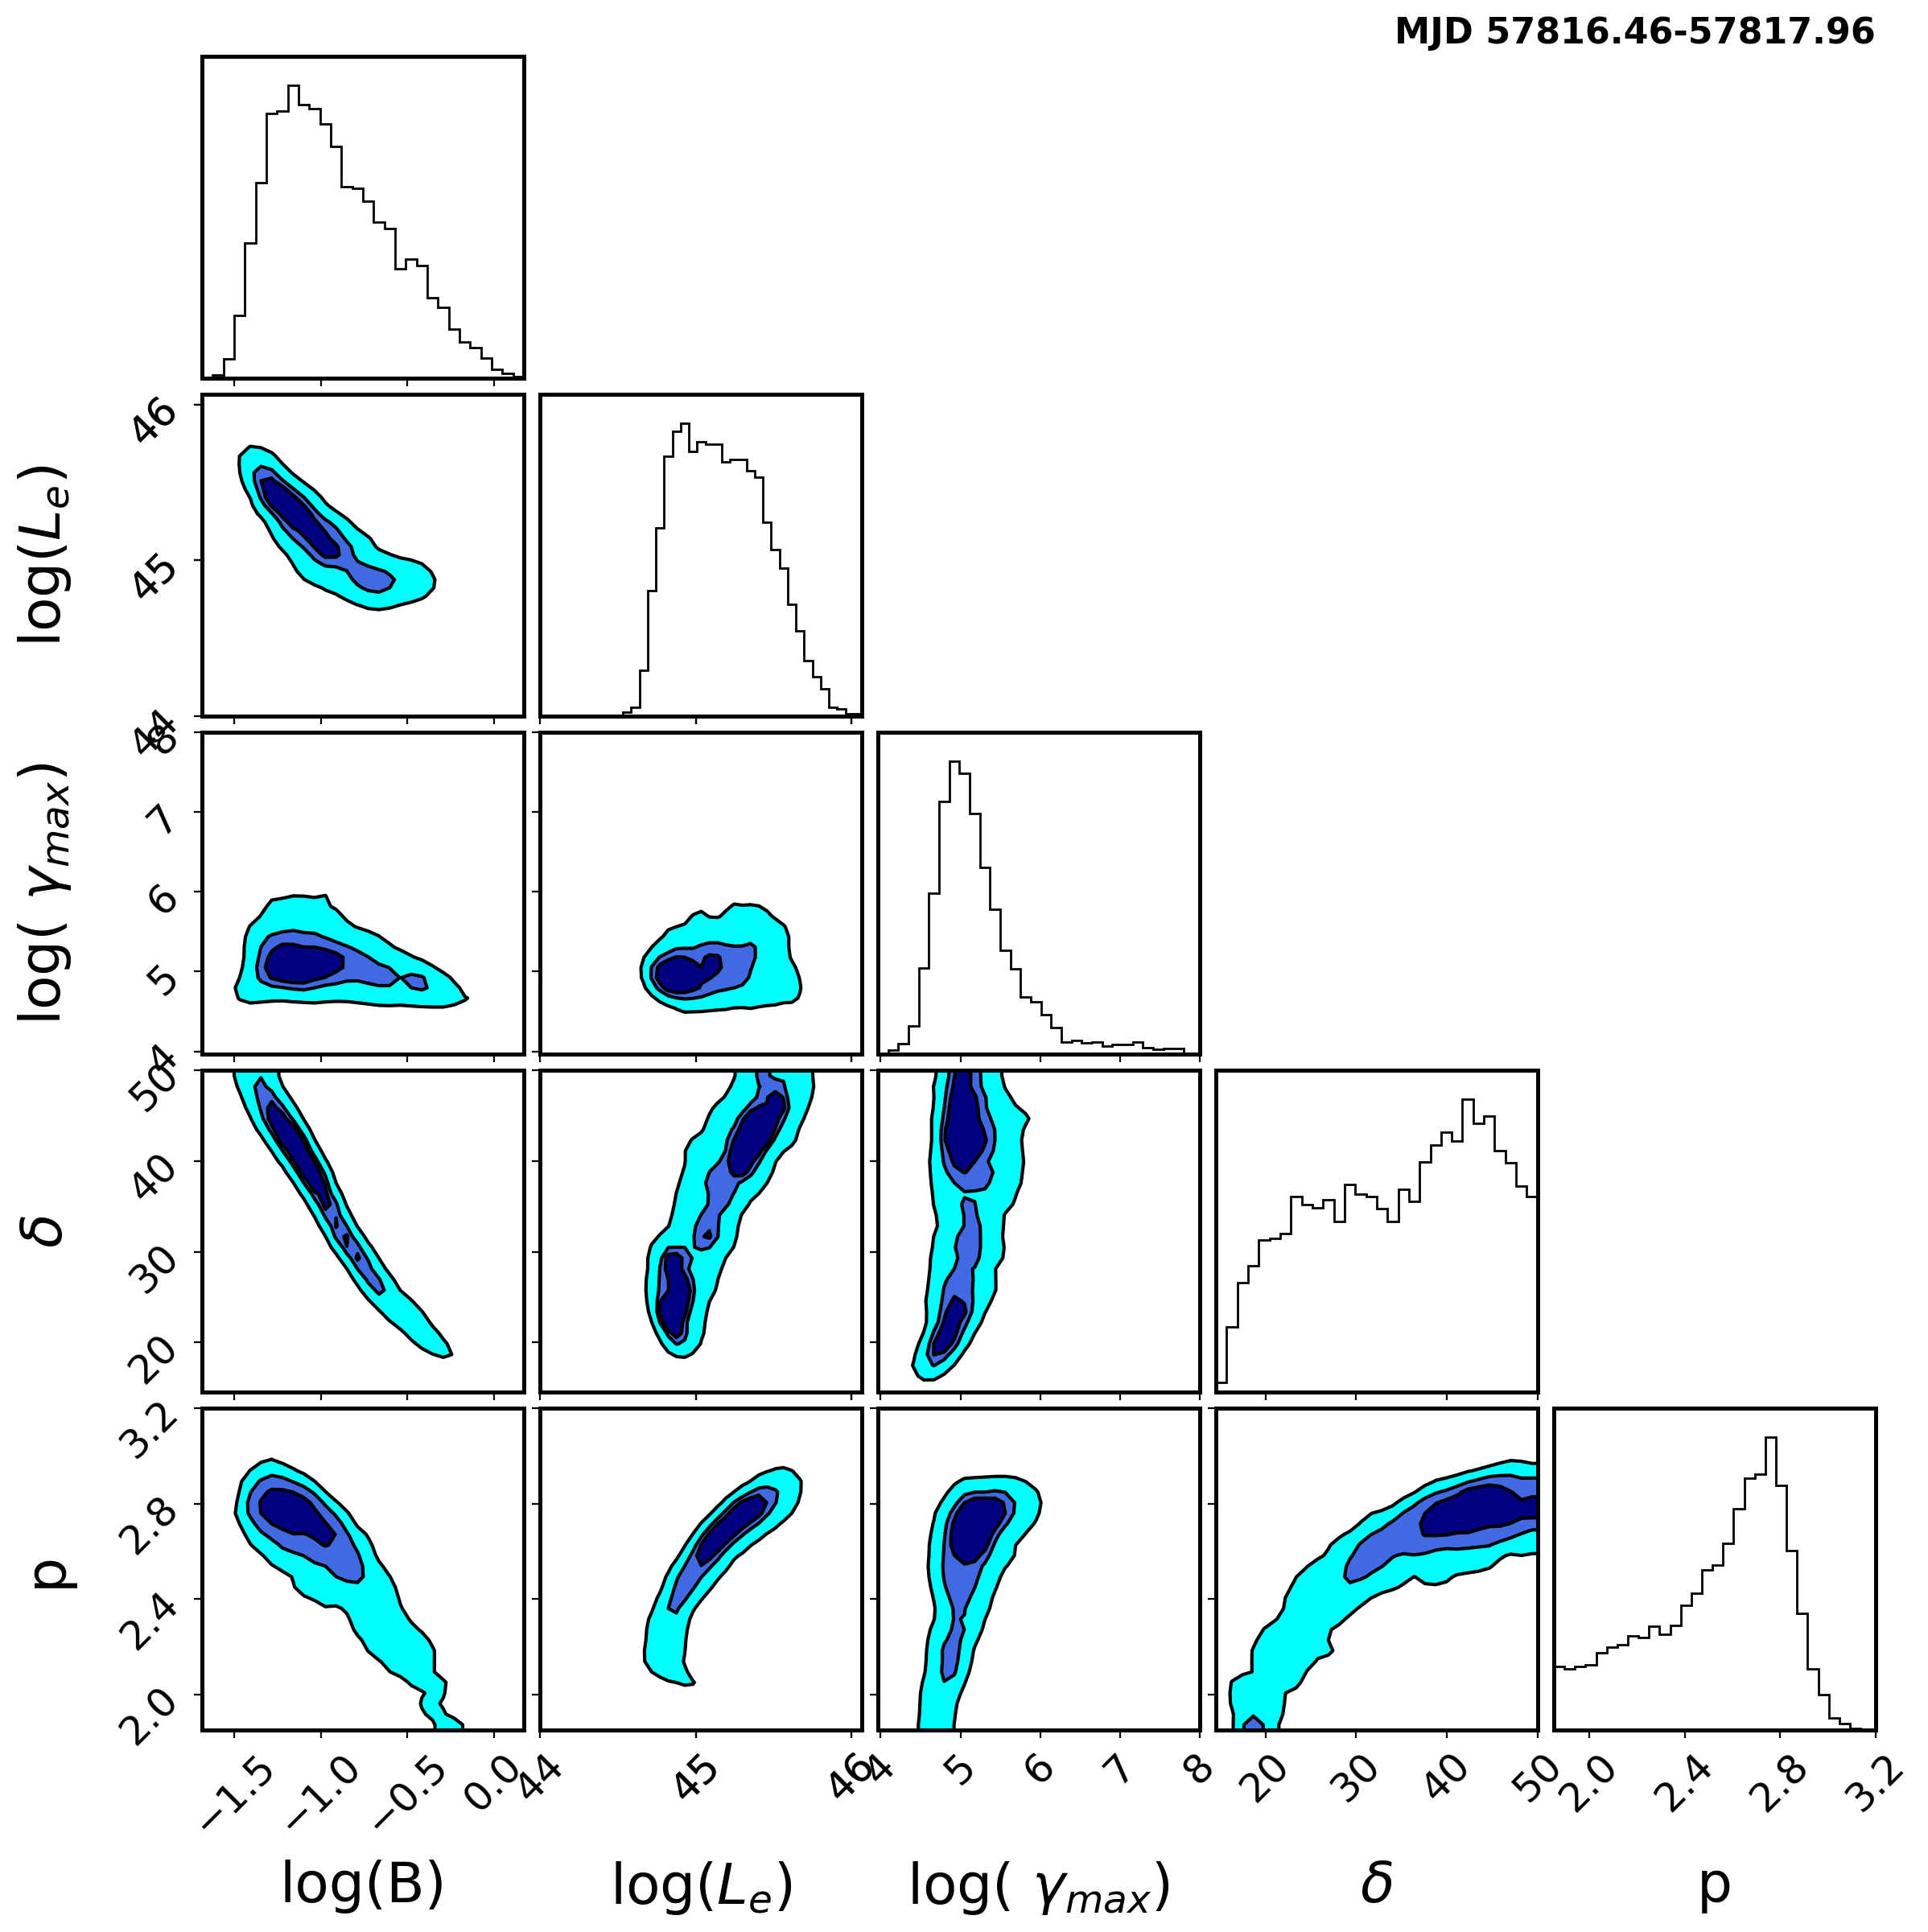 MJD 57816.46-57817.96
log(Lₑ)
46
45
44
log( γₘₐₓ)
8
7
6
5
4
δ
50
40
30
20
p
3.2
2.8
2.4
2.0
−1.5 −1.0 −0.5 0.0
44 45 46
4 5 6 7 8
20 30 40 50
2.0 2.4 2.8 3.2
log(B) log(Lₑ) log( γₘₐₓ) δ p